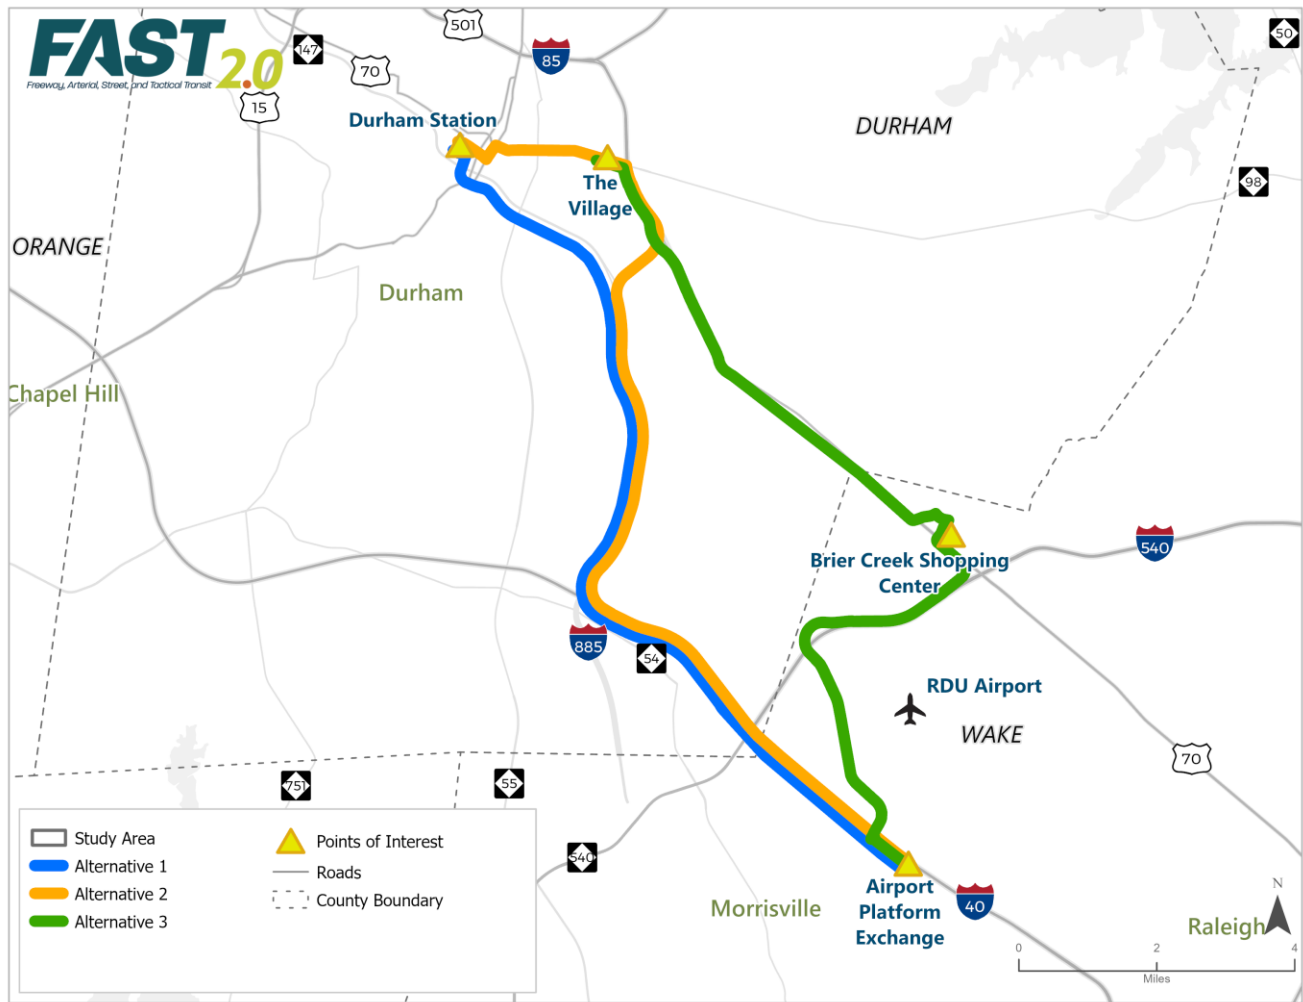 FAST 2.0
Freeway, Arterial, Street, and Tactical Transit
501
50
147
85
70
15
Durham Station
DURHAM
The
Village
98
ORANGE
Durham
Chapel Hill
540
Brier Creek Shopping
Center
885
54
RDU Airport
WAKE
70
751
55
Study Area
Alternative 1
Alternative 2
Alternative 3
Points of Interest
Roads
County Boundary
540
Airport
Platform
Exchange
40
Morrisville
Raleigh
N
0 2 4
Miles